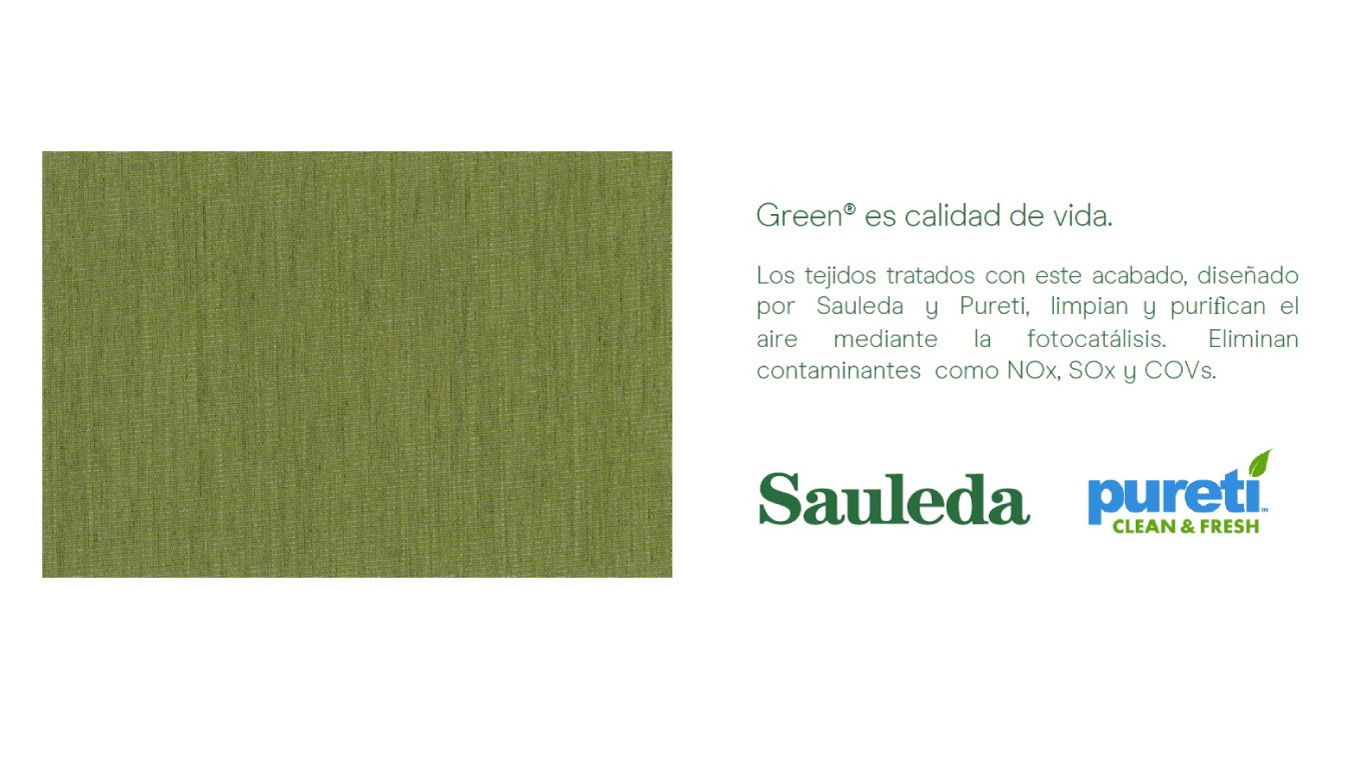 Green® es calidad de vida.
Los tejidos tratados con este acabado, diseñado
por Sauleda y Pureti, limpian y purifican el
aire mediante la fotocatálisis. Eliminan
contaminantes como NOx, SOx y COVs.
Sauleda
pureti™
CLEAN & FRESH